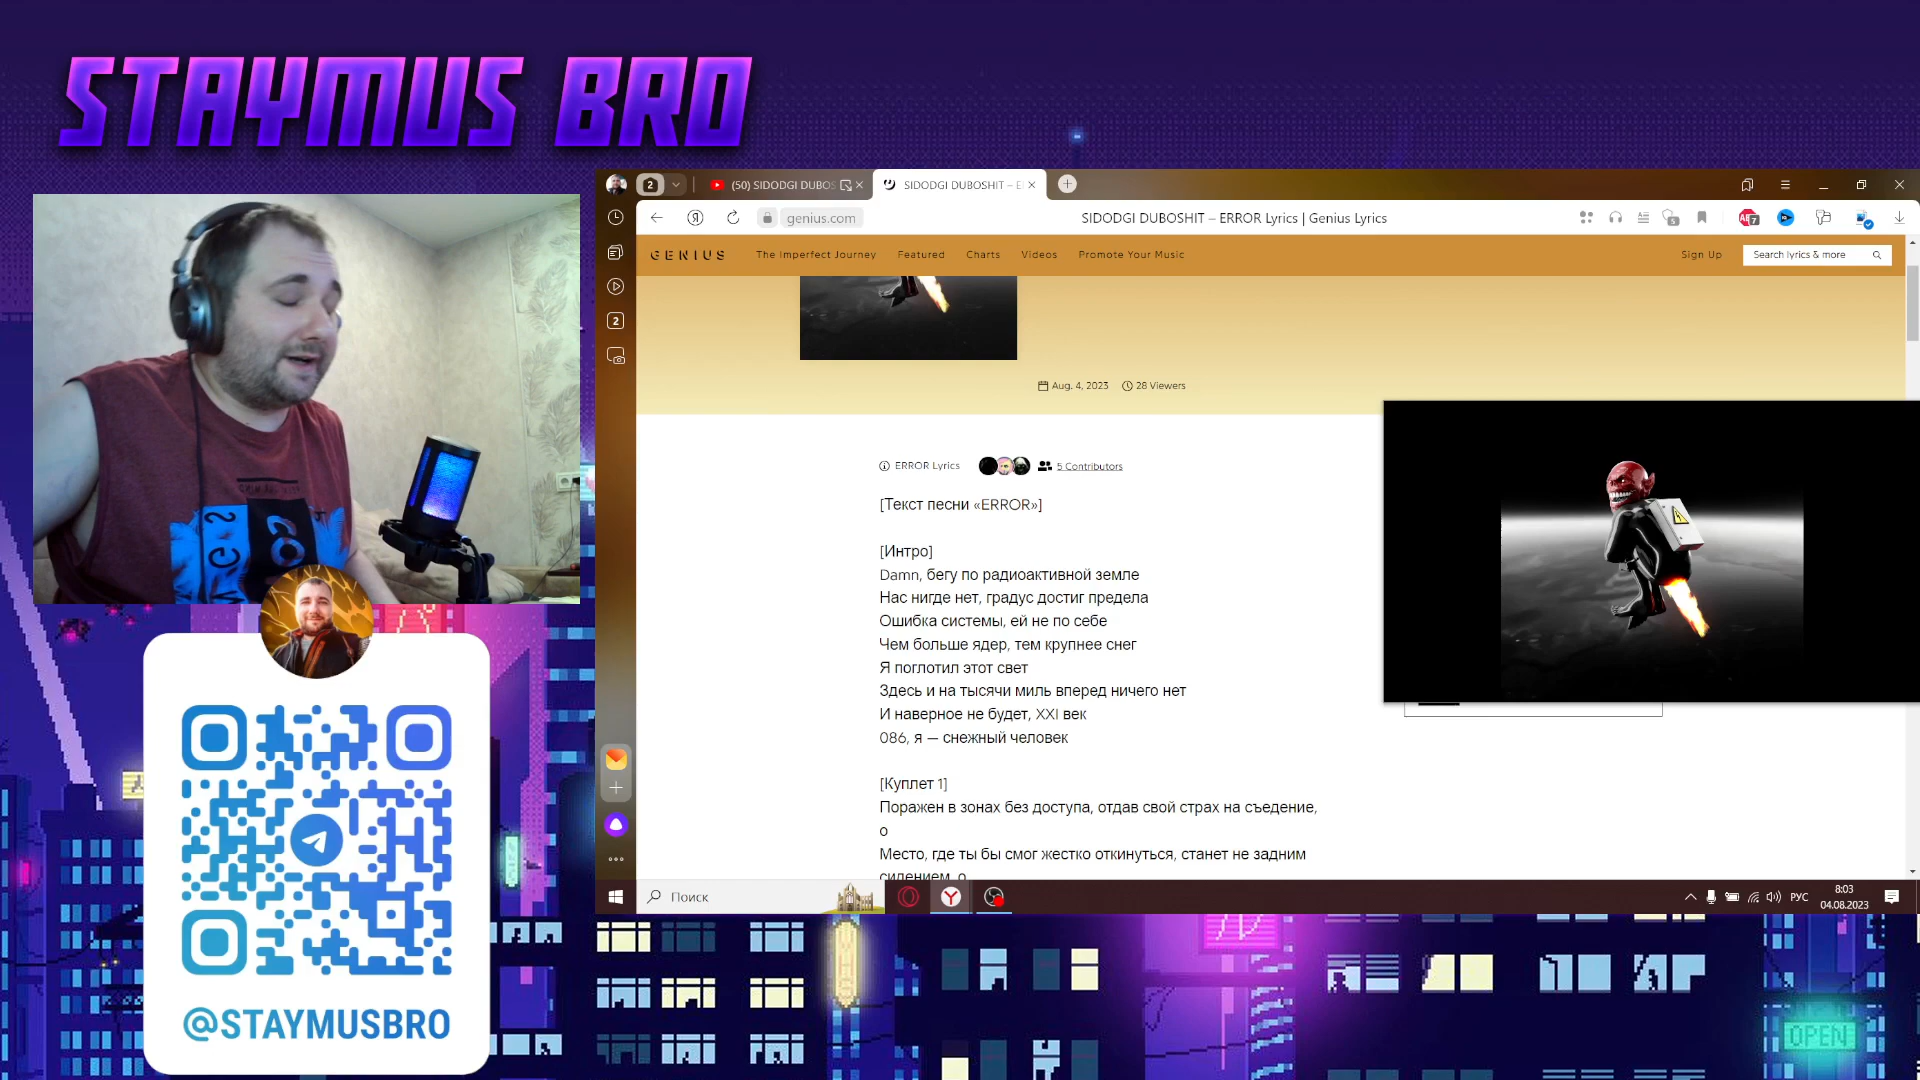 STAYMUS BRO
2
(50) SIDODGI DUBOS
SIDODGI DUBOSHIT – E
genius.com
SIDODGI DUBOSHIT – ERROR Lyrics | Genius Lyrics
GENIUS
The Imperfect Journey
Featured
Charts
Videos
Promote Your Music
Sign Up
Search lyrics & more
2
Aug. 4, 2023
28 Viewers
ERROR Lyrics
5 Contributors
[Текст песни «ERROR»]
[Интро]
Damn, бегу по радиоактивной земле
Нас нигде нет, градус достиг предела
Ошибка системы, ей не по себе
Чем больше ядер, тем крупнее снег
Я поглотил этот свет
Здесь и на тысячи миль вперед ничего нет
И наверное не будет, XXI век
086, я — снежный человек
[Куплет 1]
Поражен в зонах без доступа, отдав свой страх на съедение,
о
Место, где ты бы смог жестко откинуться, станет не задним
сидением, о
Поиск
РУС
8:03
04.08.2023
@STAYMUSBRO
OPEN